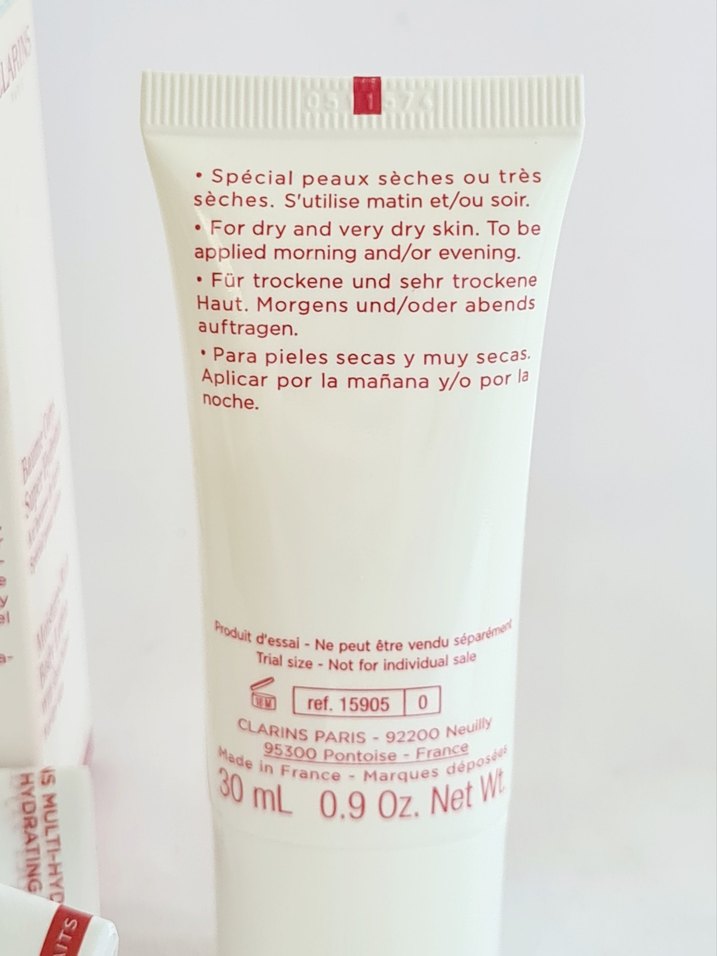 CLARINS
• Spécial peaux sèches ou très
sèches. S'utilise matin et/ou soir.
• For dry and very dry skin. To be
applied morning and/or evening.
• Für trockene und sehr trockene
Haut. Morgens und/oder abends
auftragen.
• Para pieles secas y muy secas.
Aplicar por la mañana y/o por la
noche.
Produit d'essai - Ne peut être vendu séparément
Trial size - Not for individual sale
ref. 15905 0
CLARINS PARIS - 92200 Neuilly
95300 Pontoise - France
Made in France - Marques déposées
30 mL 0.9 Oz. Net Wt.
HYDRATING